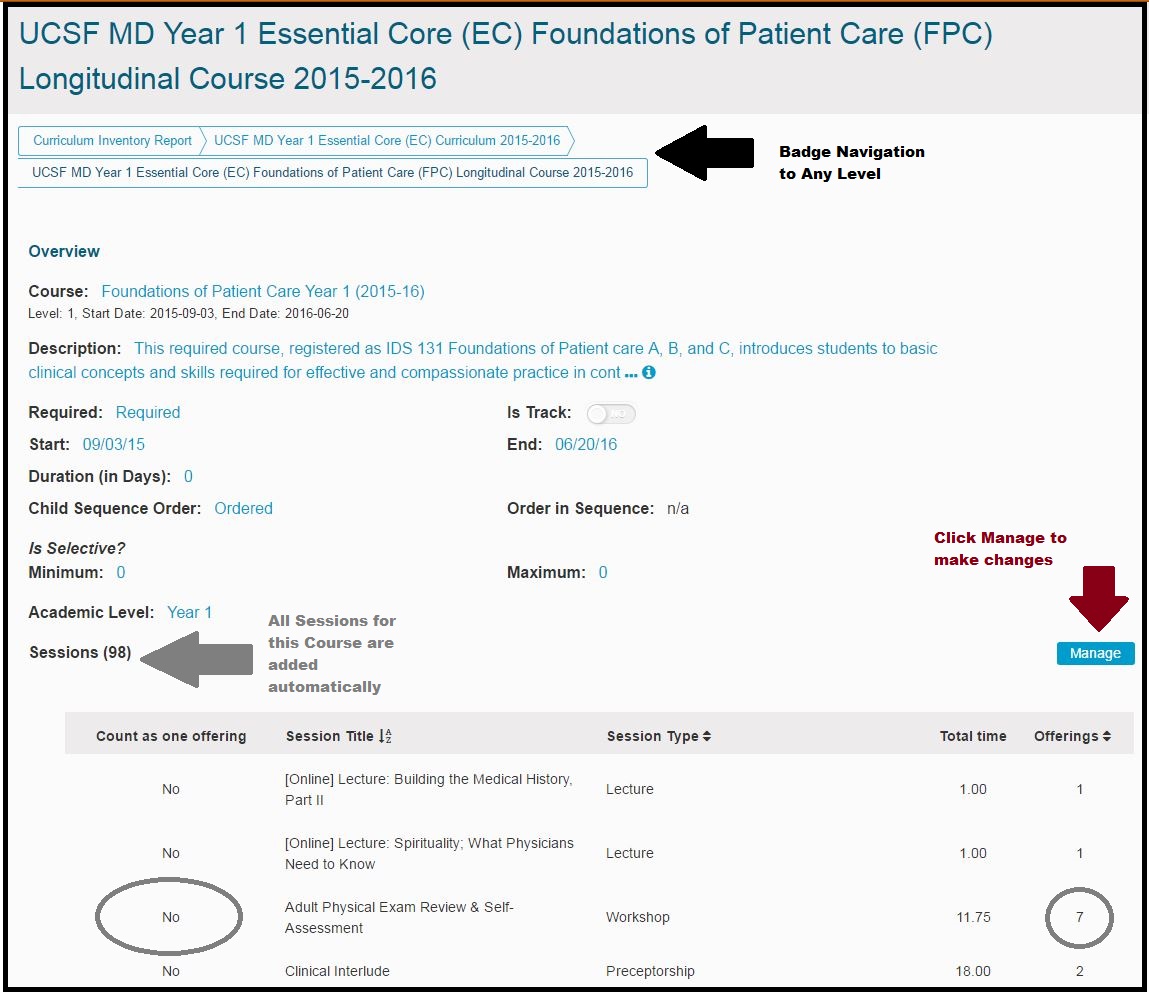 UCSF MD Year 1 Essential Core (EC) Foundations of Patient Care (FPC)
Longitudinal Course 2015-2016
Curriculum Inventory Report
UCSF MD Year 1 Essential Core (EC) Curriculum 2015-2016
UCSF MD Year 1 Essential Core (EC) Foundations of Patient Care (FPC) Longitudinal Course 2015-2016
Badge Navigation
to Any Level
Overview
Course: Foundations of Patient Care Year 1 (2015-16)
Level: 1, Start Date: 2015-09-03, End Date: 2016-06-20
Description: This required course, registered as IDS 131 Foundations of Patient care A, B, and C, introduces students to basic
clinical concepts and skills required for effective and compassionate practice in cont ...
Required: Required
Is Track: NO
Start: 09/03/15
End: 06/20/16
Duration (in Days): 0
Child Sequence Order: Ordered
Order in Sequence: n/a
Is Selective?
Minimum: 0
Maximum: 0
Click Manage to
make changes
Academic Level: Year 1
Sessions (98)
All Sessions for
this Course are
added
automatically
Manage
Count as one offering Session Title Session Type Total time Offerings
No [Online] Lecture: Building the Medical History, Lecture 1.00 1
Part II
No [Online] Lecture: Spirituality; What Physicians Lecture 1.00 1
Need to Know
No Adult Physical Exam Review & Self- Workshop 11.75 7
Assessment
No Clinical Interlude Preceptorship 18.00 2